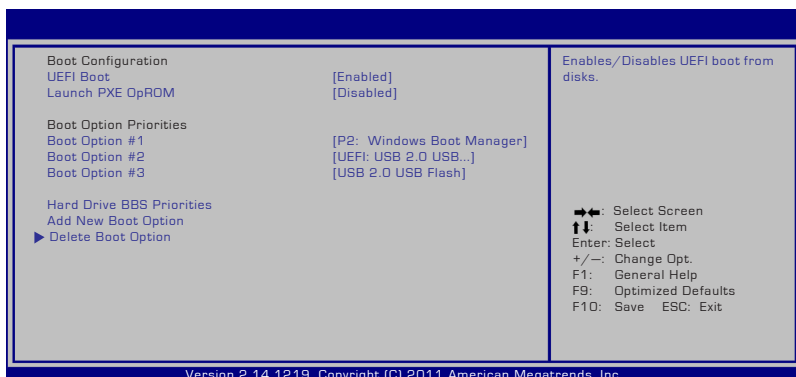 Boot Configuration
UEFI Boot [Enabled]
Launch PXE OpROM [Disabled]
Boot Option Priorities
Boot Option #1 [P2: Windows Boot Manager]
Boot Option #2 [UEFI: USB 2.0 USB...]
Boot Option #3 [USB 2.0 USB Flash]
Hard Drive BBS Priorities
Add New Boot Option
Delete Boot Option
Enables/Disables UEFI boot from
disks.
→←: Select Screen
↑↓: Select Item
Enter: Select
+/—: Change Opt.
F1: General Help
F9: Optimized Defaults
F10: Save ESC: Exit
Version 2.14.1219. Copyright (C) 2011 American Megatrends, Inc.